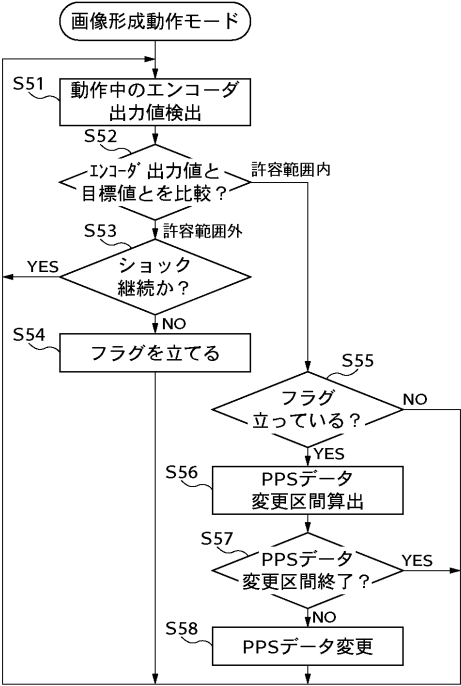 画像形成動作モード
S51
動作中のエンコーダ
出力値検出
S52
ｴﾝｺｰﾀﾞ出力値と
目標値とを比較？
許容範囲内
許容範囲外
S53
ショック
継続か？
YES
NO
S54
フラグを立てる
S55
フラグ
立っている？
NO
YES
S56
PPSデータ
変更区間算出
S57
PPSデータ
変更区間終了？
YES
NO
S58
PPSデータ変更